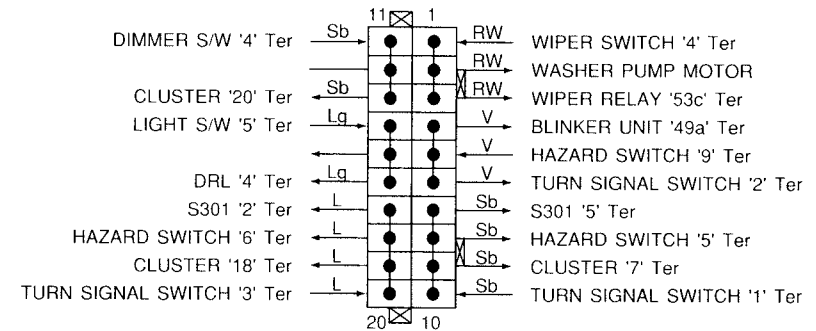 11 1
DIMMER S/W '4' Ter Sb RW WIPER SWITCH '4' Ter
RW WASHER PUMP MOTOR
CLUSTER '20' Ter Sb RW WIPER RELAY '53c' Ter
LIGHT S/W '5' Ter Lg V BLINKER UNIT '49a' Ter
V HAZARD SWITCH '9' Ter
DRL '4' Ter Lg V TURN SIGNAL SWITCH '2' Ter
S301 '2' Ter L Sb S301 '5' Ter
HAZARD SWITCH '6' Ter L Sb HAZARD SWITCH '5' Ter
CLUSTER '18' Ter L Sb CLUSTER '7' Ter
TURN SIGNAL SWITCH '3' Ter L Sb TURN SIGNAL SWITCH '1' Ter
20 10